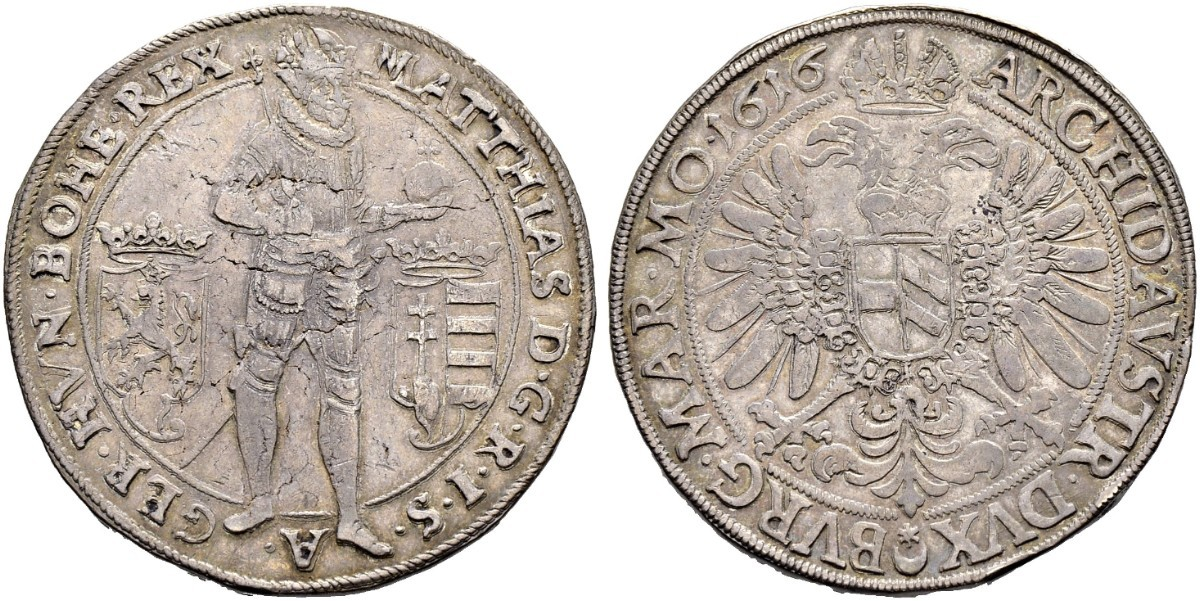 MATTHIAS D·G·R·I·S· A· GER·HVN·BOHE·REX
ARCHID·AVSTR·DVX BVRG·MAR·MO·1616